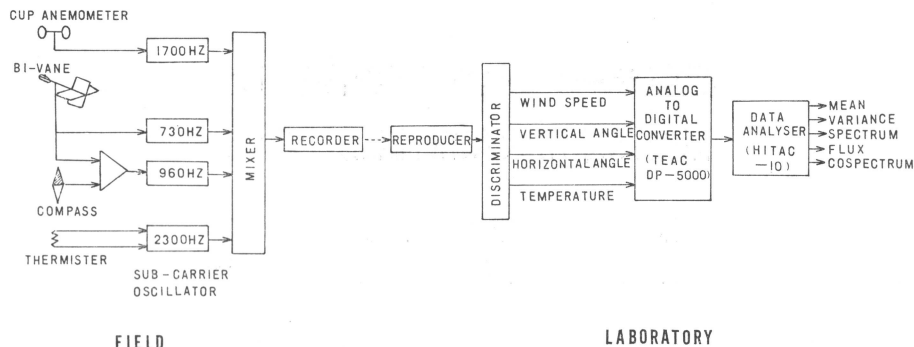 CUP ANEMOMETER
1700HZ
BI-VANE
730HZ
960HZ
COMPASS
2300HZ
THERMISTER
SUB-CARRIER
OSCILLATOR
MIXER
RECORDER
REPRODUCER
DISCRIMINATOR
WIND SPEED
VERTICAL ANGLE
HORIZONTAL ANGLE
TEMPERATURE
ANALOG
TO
DIGITAL
CONVERTER
(TEAC
DP-5000)
DATA
ANALYSER
(HITAC
-10)
MEAN
VARIANCE
SPECTRUM
FLUX
COSPECTRUM
FIELD
LABORATORY